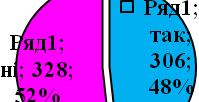 Ряд1;
так;
306;
48%
Ряд1;
ні; 328;
52%